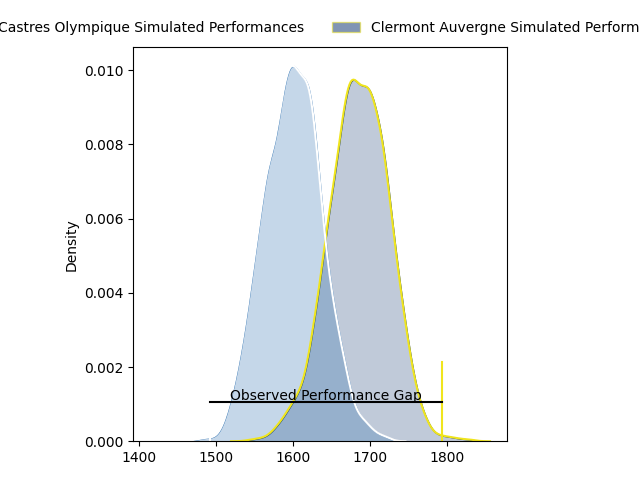 Castres Olympique Simulated Performances
Clermont Auvergne Simulated Perform
0.010
0.008
0.006
0.004
0.002
0.000
Density
Observed Performance Gap
1400 1500 1600 1700 1800